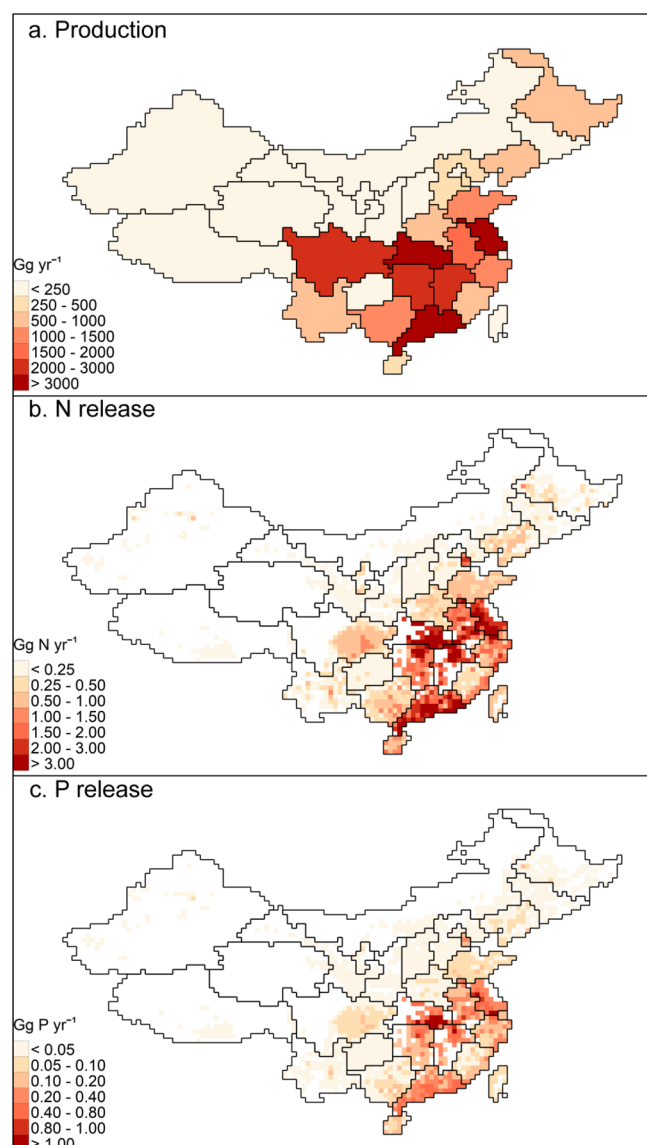 a. Production
Gg yr⁻¹
< 250
250 - 500
500 - 1000
1000 - 1500
1500 - 2000
2000 - 3000
> 3000
b. N release
Gg N yr⁻¹
< 0.25
0.25 - 0.50
0.50 - 1.00
1.00 - 1.50
1.50 - 2.00
2.00 - 3.00
> 3.00
c. P release
Gg P yr⁻¹
< 0.05
0.05 - 0.10
0.10 - 0.20
0.20 - 0.40
0.40 - 0.80
0.80 - 1.00
> 1.00